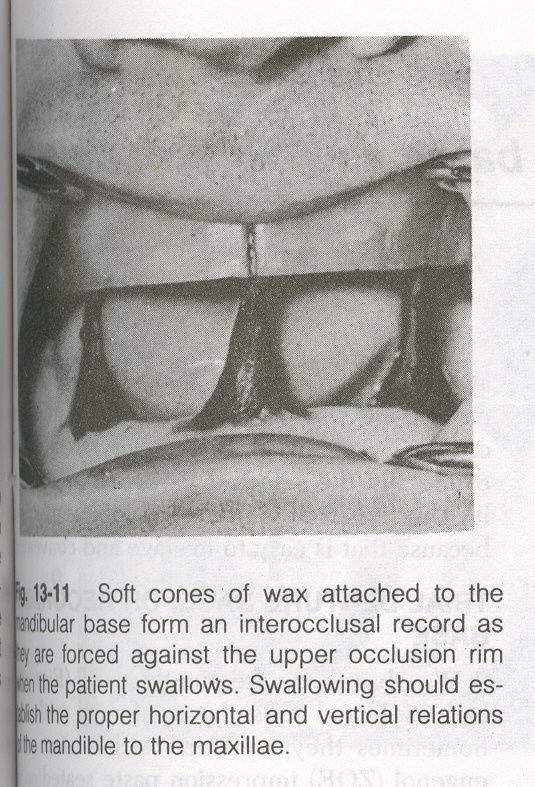 Fig. 13-11 Soft cones of wax attached to the
mandibular base form an interocclusal record as
they are forced against the upper occlusion rim
when the patient swallows. Swallowing should es-
tablish the proper horizontal and vertical relations
of the mandible to the maxillae.